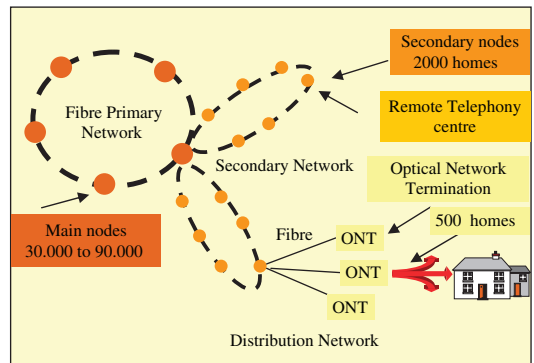 Secondary nodes
2000 homes
Fibre Primary
Network
Remote Telephony
centre
Secondary Network
Optical Network
Termination
Main nodes
30.000 to 90.000
Fibre
500 homes
ONT
ONT
ONT
Distribution Network